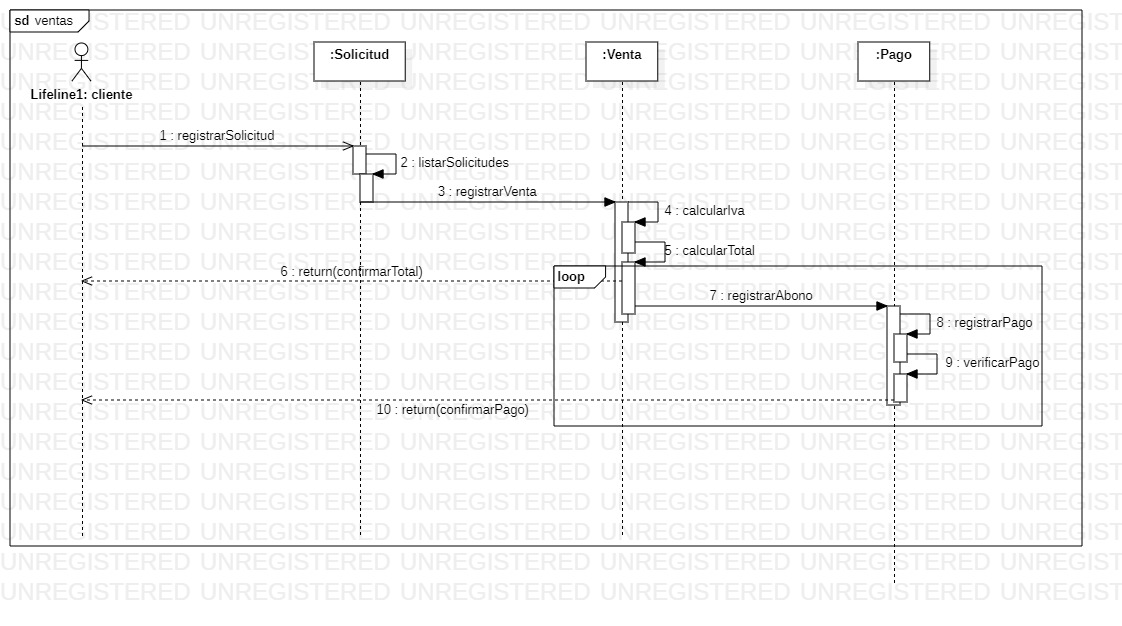 sd ventas
Lifeline1: cliente
:Solicitud
:Venta
:Pago
1 : registrarSolicitud
2 : listarSolicitudes
3 : registrarVenta
4 : calcularIva
5 : calcularTotal
6 : return(confirmarTotal)
loop
7 : registrarAbono
8 : registrarPago
9 : verificarPago
10 : return(confirmarPago)
UNREGISTERED UNREGISTERED UNREGISTERED UNREGISTERED UNREGISTERED UNREGIST